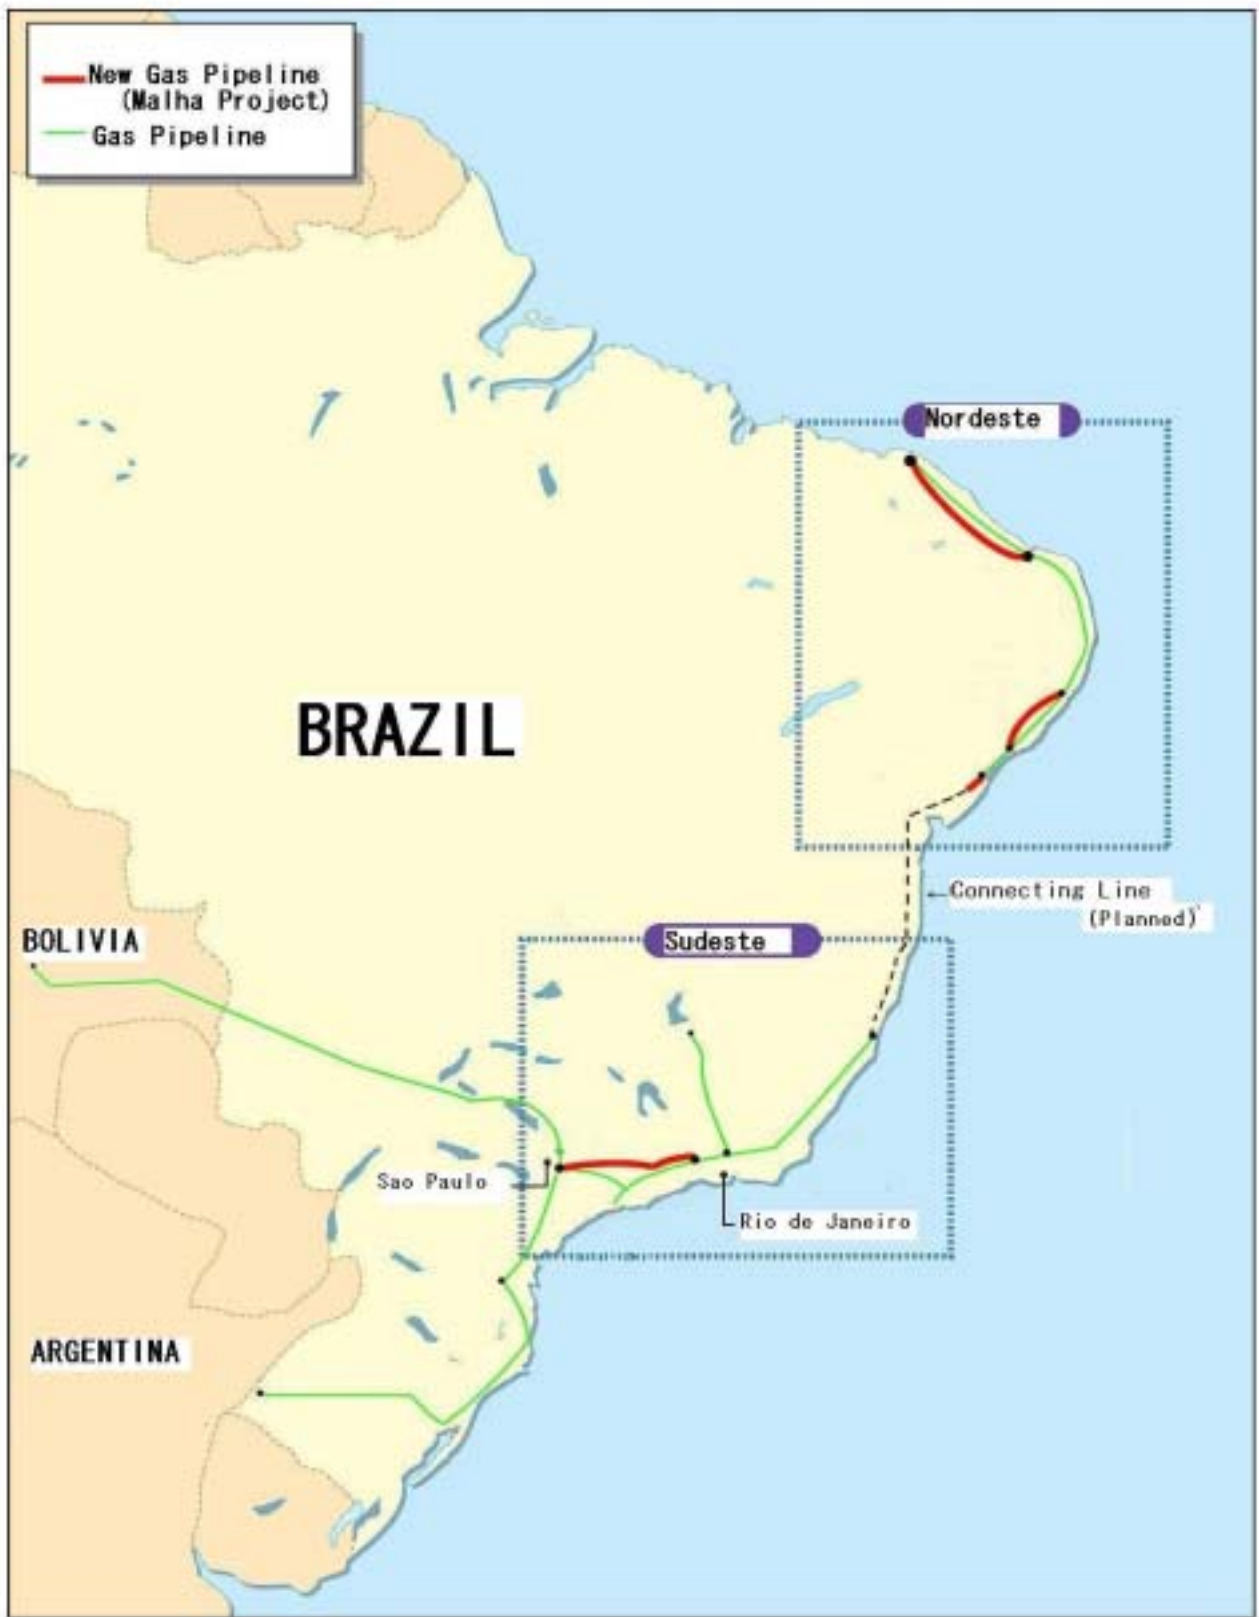 New Gas Pipeline
(Malha Project)
Gas Pipeline
Nordeste
BRAZIL
Connecting Line
(Planned)
BOLIVIA
Sudeste
Sao Paulo
Rio de Janeiro
ARGENTINA